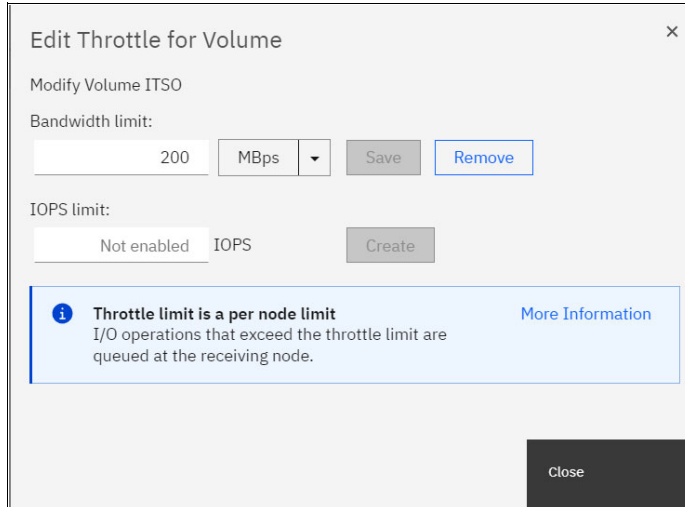 Edit Throttle for Volume
Modify Volume ITSO
Bandwidth limit:
200 MBps Save Remove
IOPS limit:
Not enabled IOPS Create
Throttle limit is a per node limit More Information
I/O operations that exceed the throttle limit are
queued at the receiving node.
Close